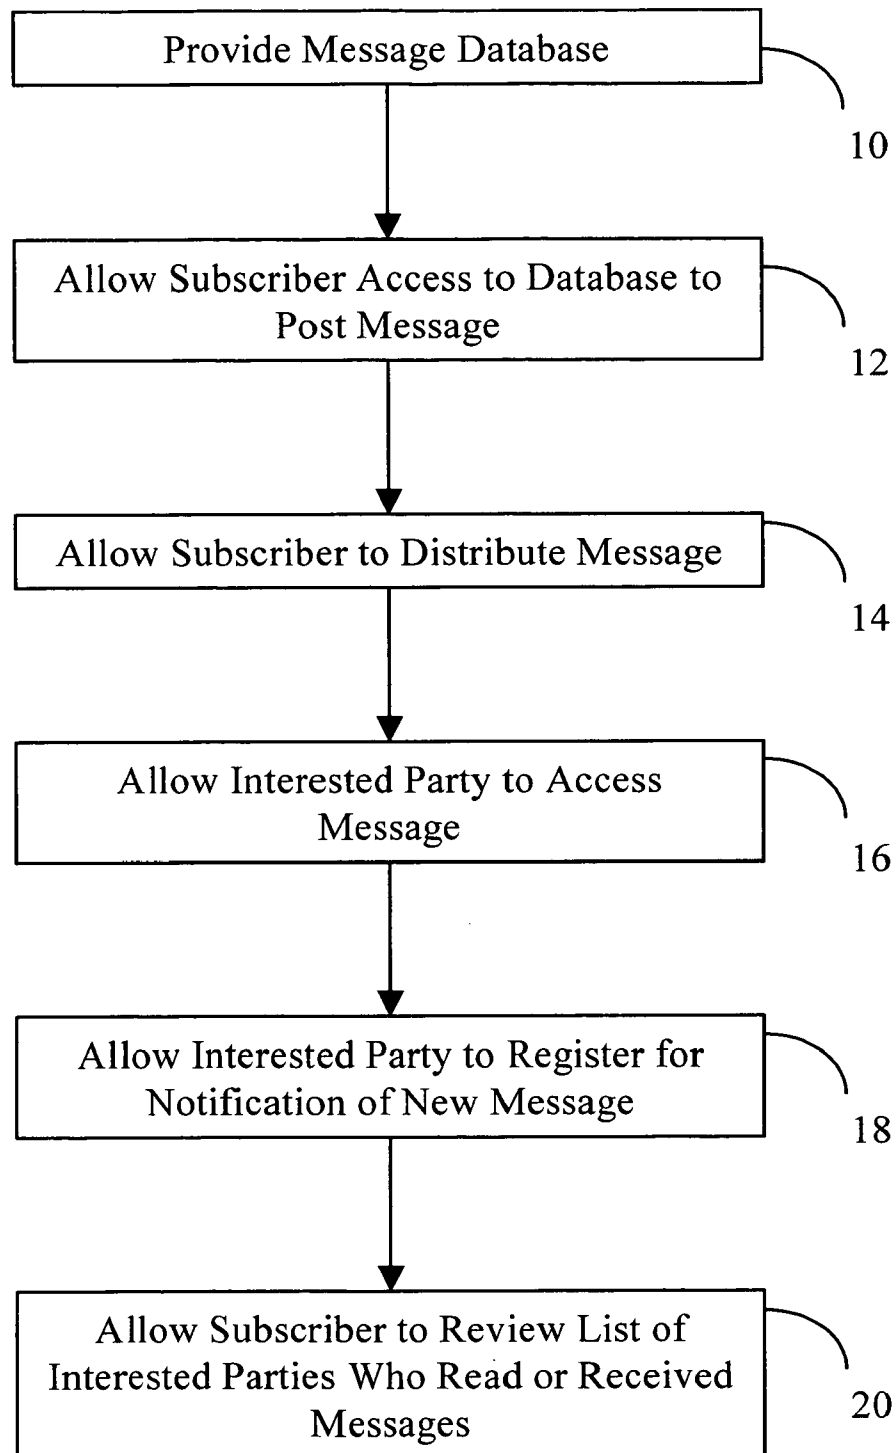 Provide Message Database
10
Allow Subscriber Access to Database to
Post Message
12
Allow Subscriber to Distribute Message
14
Allow Interested Party to Access
Message
16
Allow Interested Party to Register for
Notification of New Message
18
Allow Subscriber to Review List of
Interested Parties Who Read or Received
Messages
20